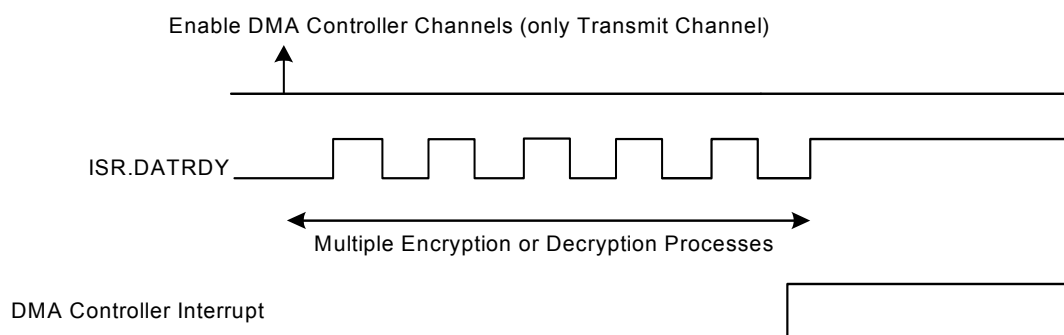 Enable DMA Controller Channels (only Transmit Channel)
ISR.DATRDY
Multiple Encryption or Decryption Processes
DMA Controller Interrupt